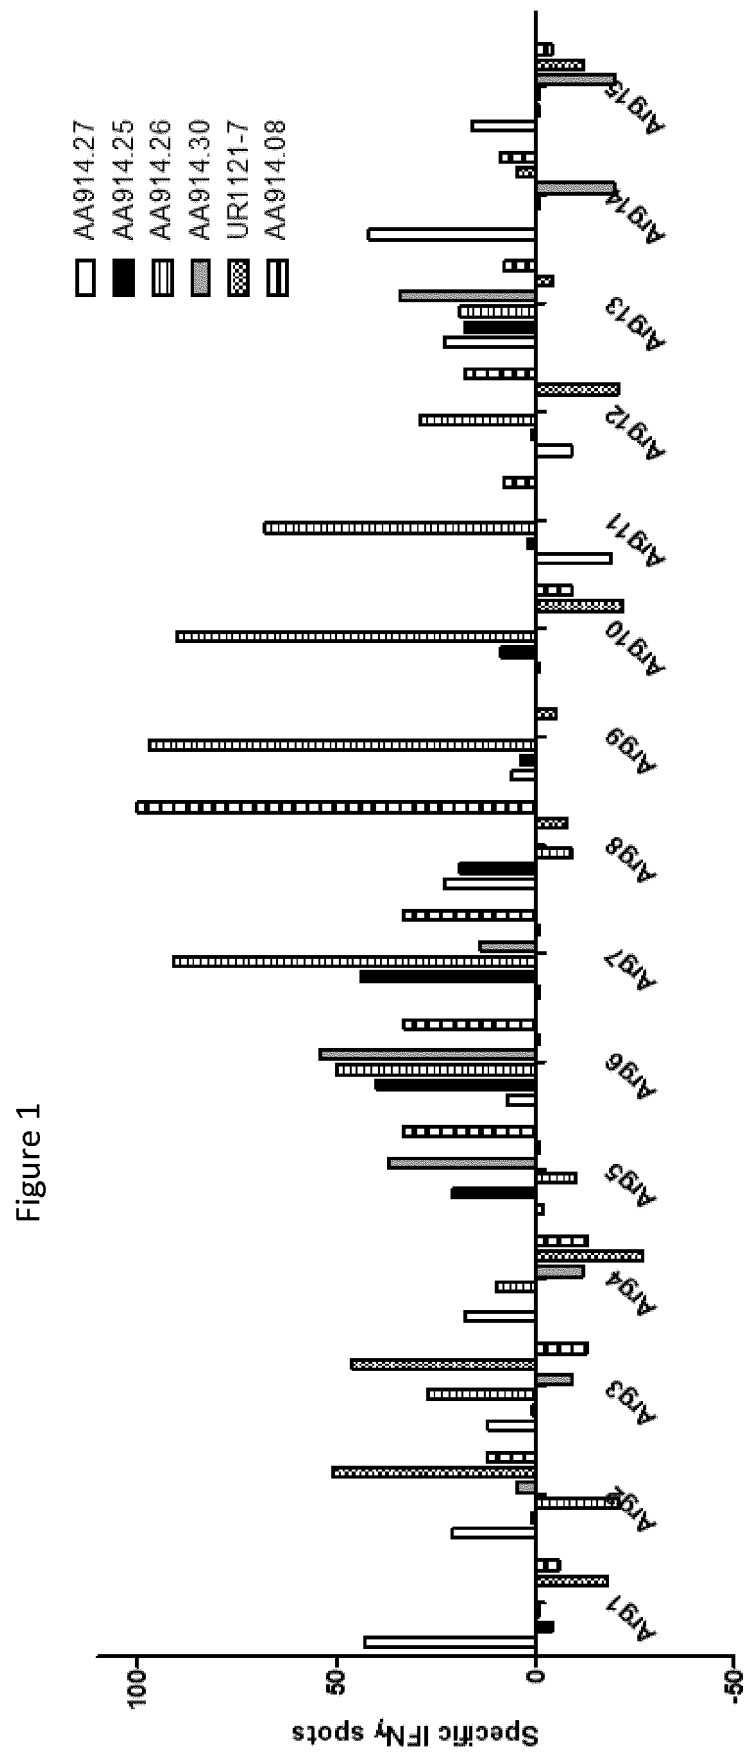 Figure 1
AA914.27
AA914.25
AA914.26
AA914.30
UR1121-7
AA914.08
Specific IFNγ spots
100
50
0
-50
Arg1
Arg2
Arg3
Arg4
Arg5
Arg6
Arg7
Arg8
Arg9
Arg10
Arg11
Arg12
Arg13
Arg14
Arg15